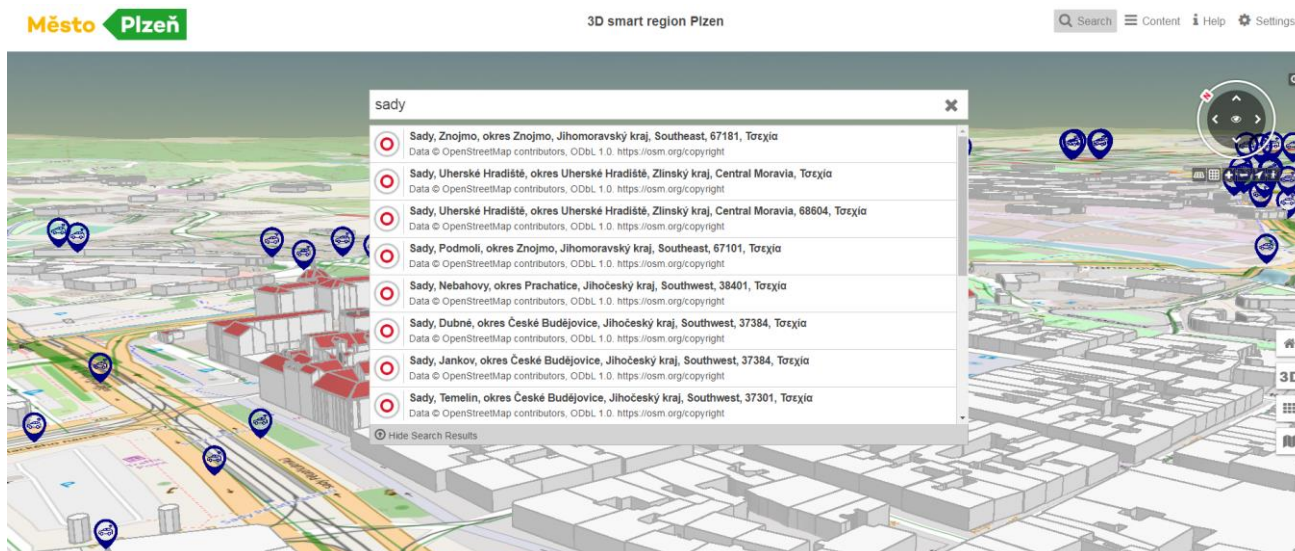 Město Plzeň
3D smart region Plzen
Search Content Help Settings
sady
Sady, Znojmo, okres Znojmo, Jihomoravský kraj, Southeast, 67181, Τσεχία
Data © OpenStreetMap contributors, ODbL 1.0. https://osm.org/copyright
Sady, Uherské Hradiště, okres Uherské Hradiště, Zlínský kraj, Central Moravia, Τσεχία
Data © OpenStreetMap contributors, ODbL 1.0. https://osm.org/copyright
Sady, Uherské Hradiště, okres Uherské Hradiště, Zlínský kraj, Central Moravia, 68604, Τσεχία
Data © OpenStreetMap contributors, ODbL 1.0. https://osm.org/copyright
Sady, Podmolí, okres Znojmo, Jihomoravský kraj, Southeast, 67101, Τσεχία
Data © OpenStreetMap contributors, ODbL 1.0. https://osm.org/copyright
Sady, Nebahovy, okres Prachatice, Jihočeský kraj, Southwest, 38401, Τσεχία
Data © OpenStreetMap contributors, ODbL 1.0. https://osm.org/copyright
Sady, Dubné, okres České Budějovice, Jihočeský kraj, Southwest, 37384, Τσεχία
Data © OpenStreetMap contributors, ODbL 1.0. https://osm.org/copyright
Sady, Jankov, okres České Budějovice, Jihočeský kraj, Southwest, 37384, Τσεχία
Data © OpenStreetMap contributors, ODbL 1.0. https://osm.org/copyright
Sady, Temelín, okres České Budějovice, Jihočeský kraj, Southwest, 37301, Τσεχία
Data © OpenStreetMap contributors, ODbL 1.0. https://osm.org/copyright
Hide Search Results
N
3D